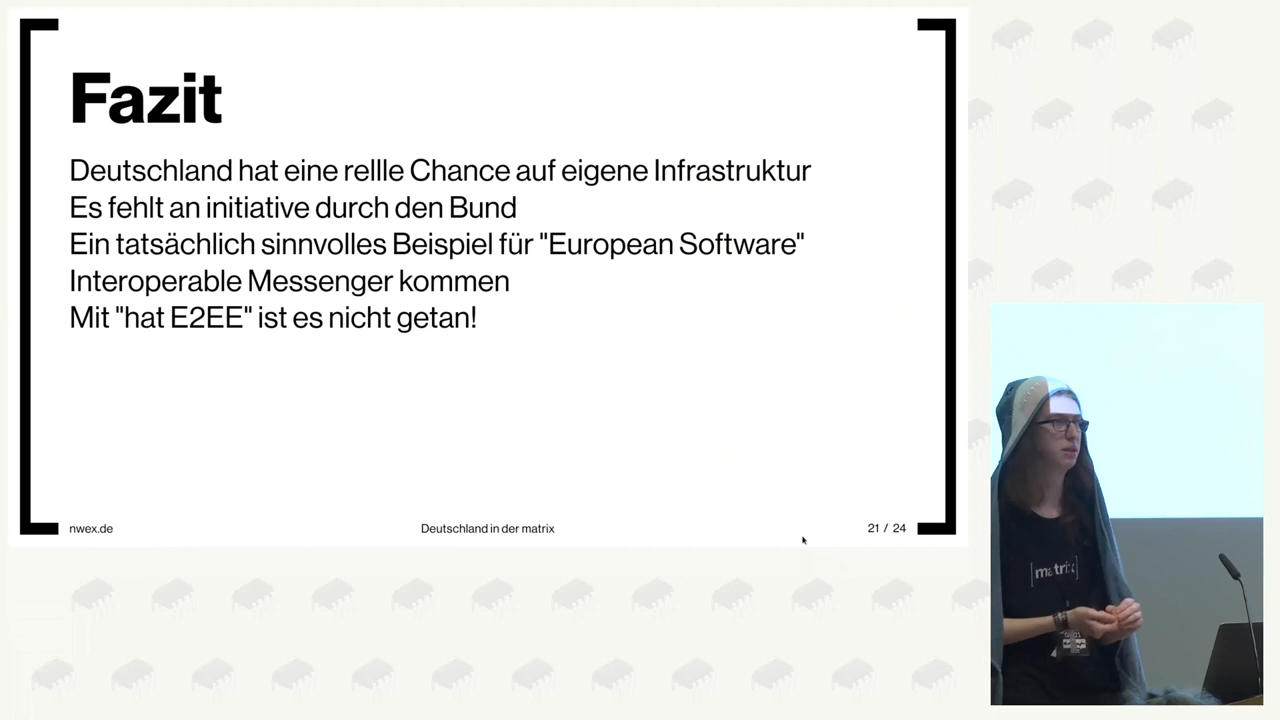 Fazit
Deutschland hat eine rellle Chance auf eigene Infrastruktur
Es fehlt an initiative durch den Bund
Ein tatsächlich sinnvolles Beispiel für "European Software"
Interoperable Messenger kommen
Mit "hat E2EE" ist es nicht getan!
nwex.de
Deutschland in der matrix
21 / 24
[matrix]